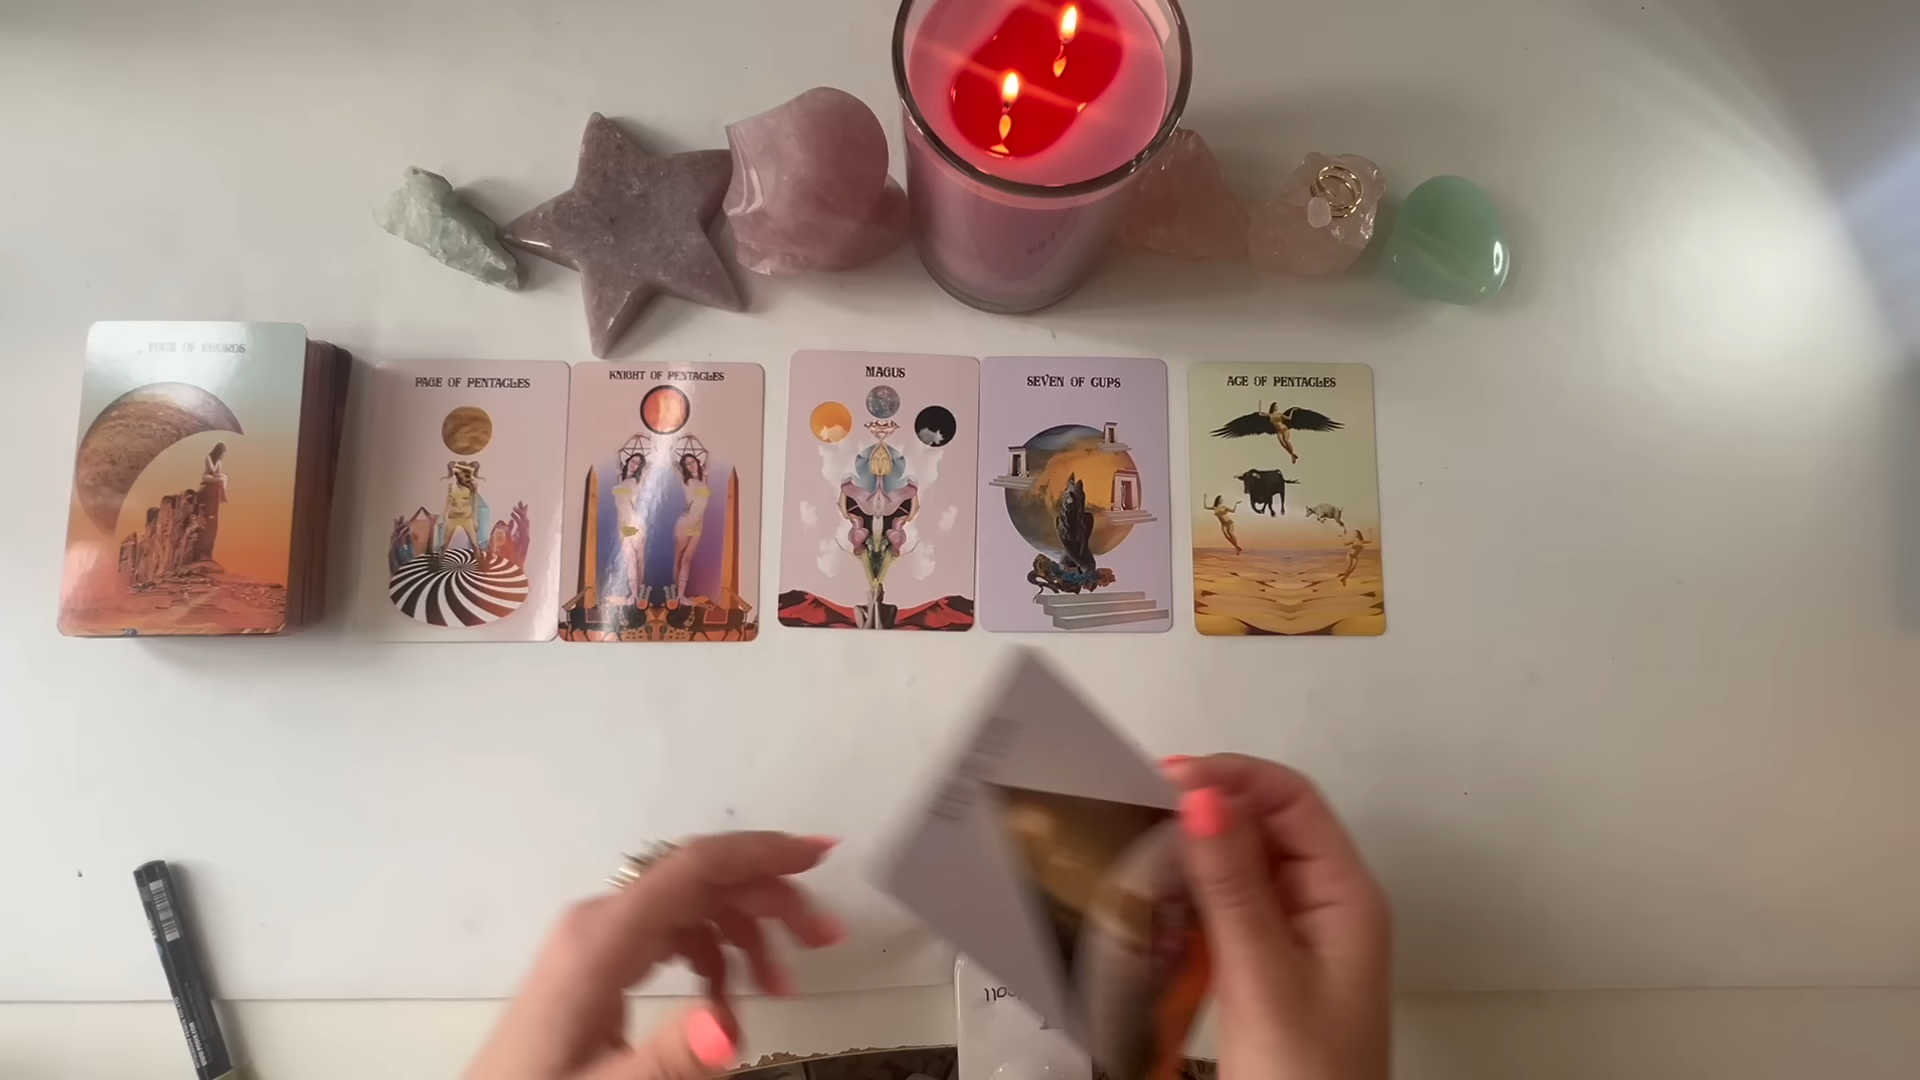 FOUR OF SWORDS
PAGE OF PENTACLES
KNIGHT OF PENTACLES
MAGUS
SEVEN OF CUPS
ACE OF PENTACLES